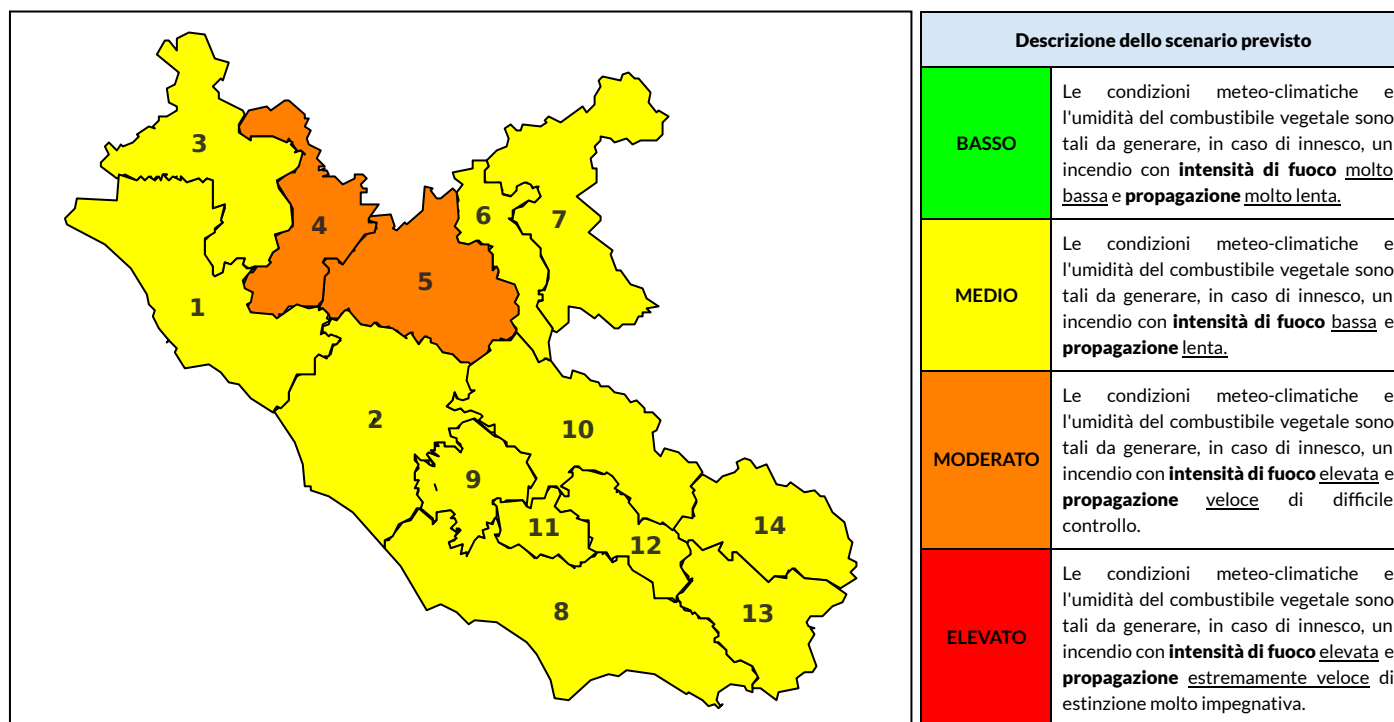 3
4
6
7
5
1
2
10
9
11
12
14
8
13
Descrizione dello scenario previsto
BASSO
Le condizioni meteo-climatiche e
l'umidità del combustibile vegetale sono
tali da generare, in caso di innesco, un
incendio con intensità di fuoco molto
bassa e propagazione molto lenta.
MEDIO
Le condizioni meteo-climatiche e
l'umidità del combustibile vegetale sono
tali da generare, in caso di innesco, un
incendio con intensità di fuoco bassa e
propagazione lenta.
MODERATO
Le condizioni meteo-climatiche e
l'umidità del combustibile vegetale sono
tali da generare, in caso di innesco, un
incendio con intensità di fuoco elevata e
propagazione veloce di difficile
controllo.
ELEVATO
Le condizioni meteo-climatiche e
l'umidità del combustibile vegetale sono
tali da generare, in caso di innesco, un
incendio con intensità di fuoco elevata e
propagazione estremamente veloce di
estinzione molto impegnativa.